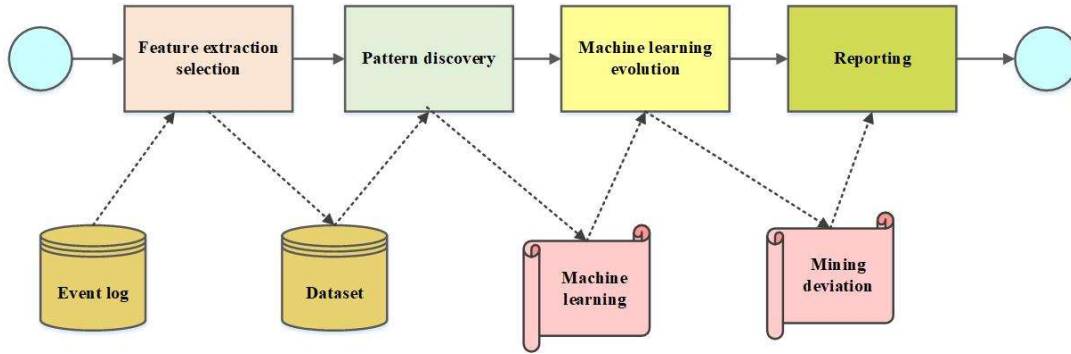 Feature extraction
selection
Pattern discovery
Machine learning
evolution
Reporting
Event log
Dataset
Machine
learning
Mining
deviation